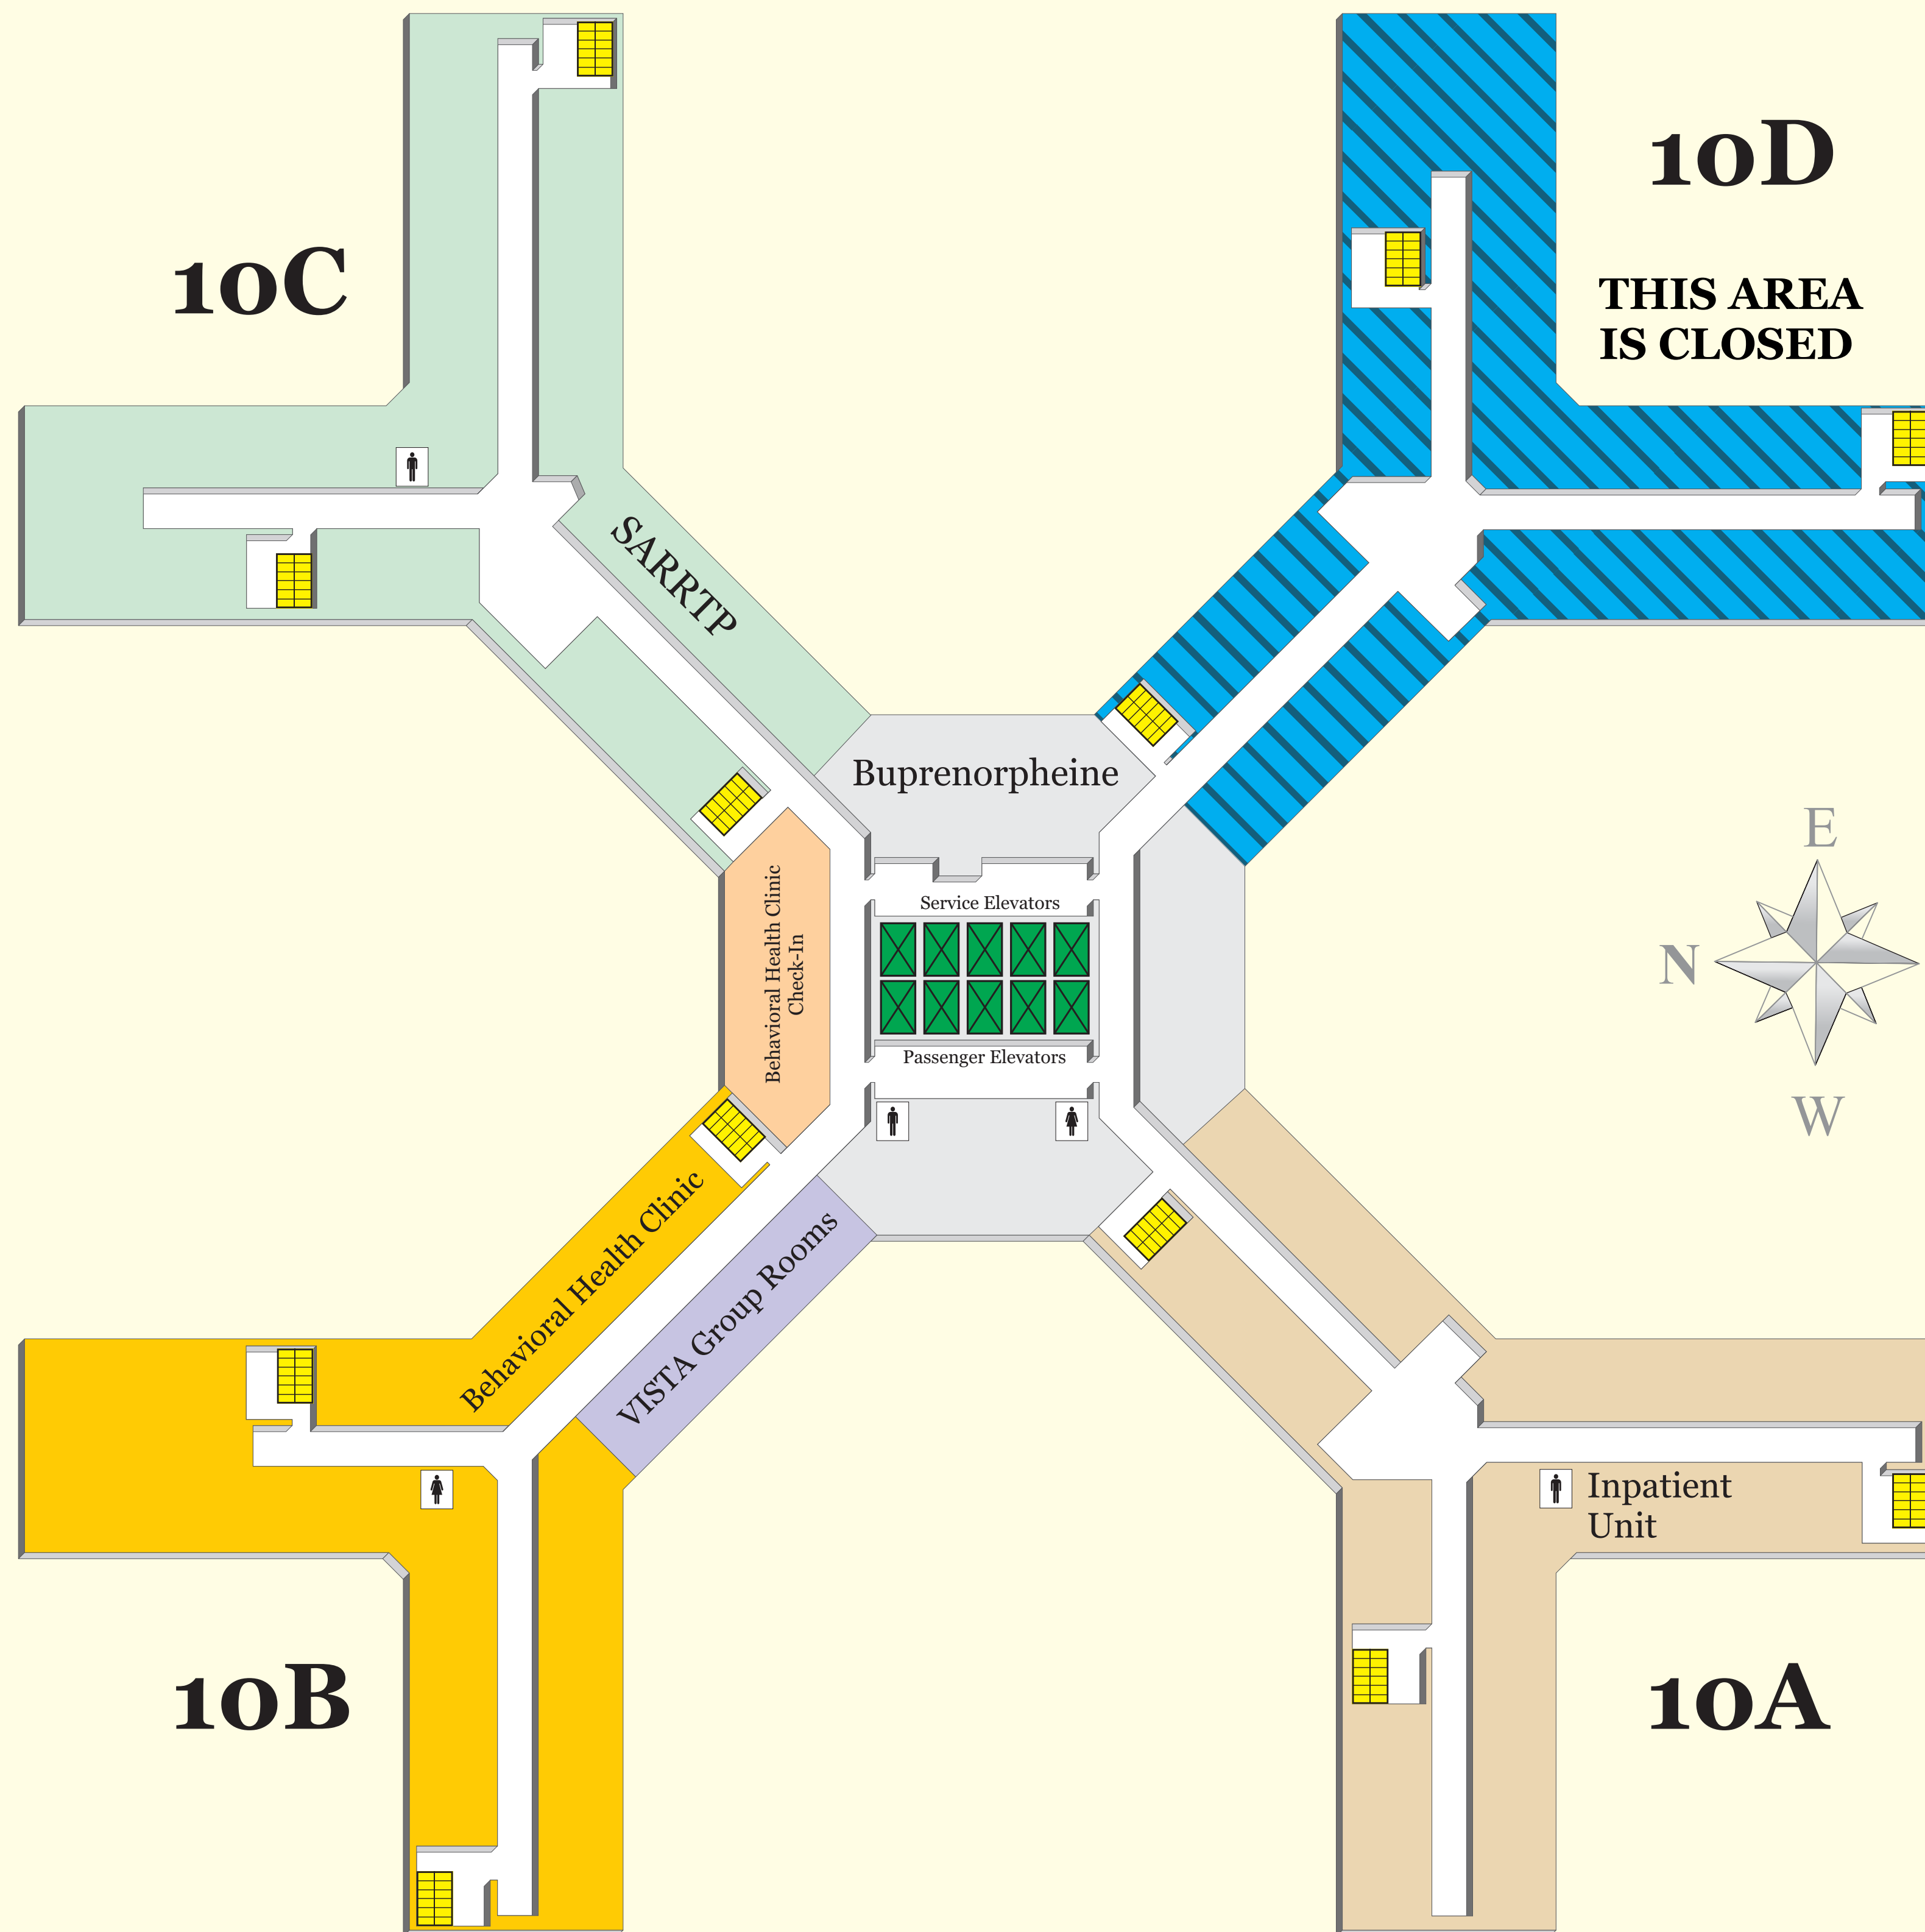 10C
10D
THIS AREA
IS CLOSED
SARRTP
Buprenorpheine
Service Elevators
Behavioral Health Clinic
Check-In
Passenger Elevators
E
N
W
Behavioral Health Clinic
VISTA Group Rooms
Inpatient
Unit
10B
10A